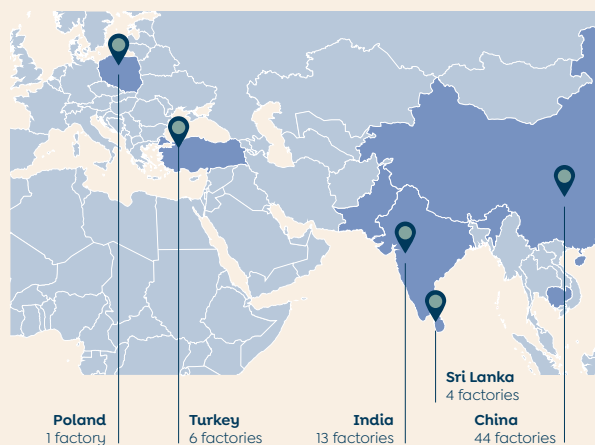 Sri Lanka
4 factories
Poland
1 factory
Turkey
6 factories
India
13 factories
China
44 factories